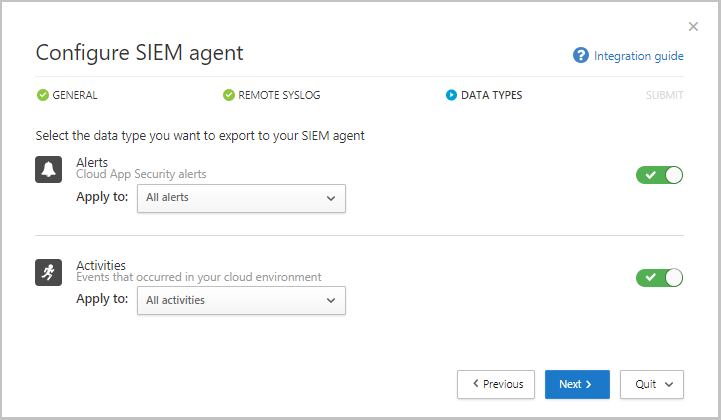 Configure SIEM agent
? Integration guide
GENERAL REMOTE SYSLOG DATA TYPES SUBMIT
Select the data type you want to export to your SIEM agent
Alerts
Cloud App Security alerts
Apply to: All alerts
Activities
Events that occurred in your cloud environment
Apply to: All activities
Previous Next Quit